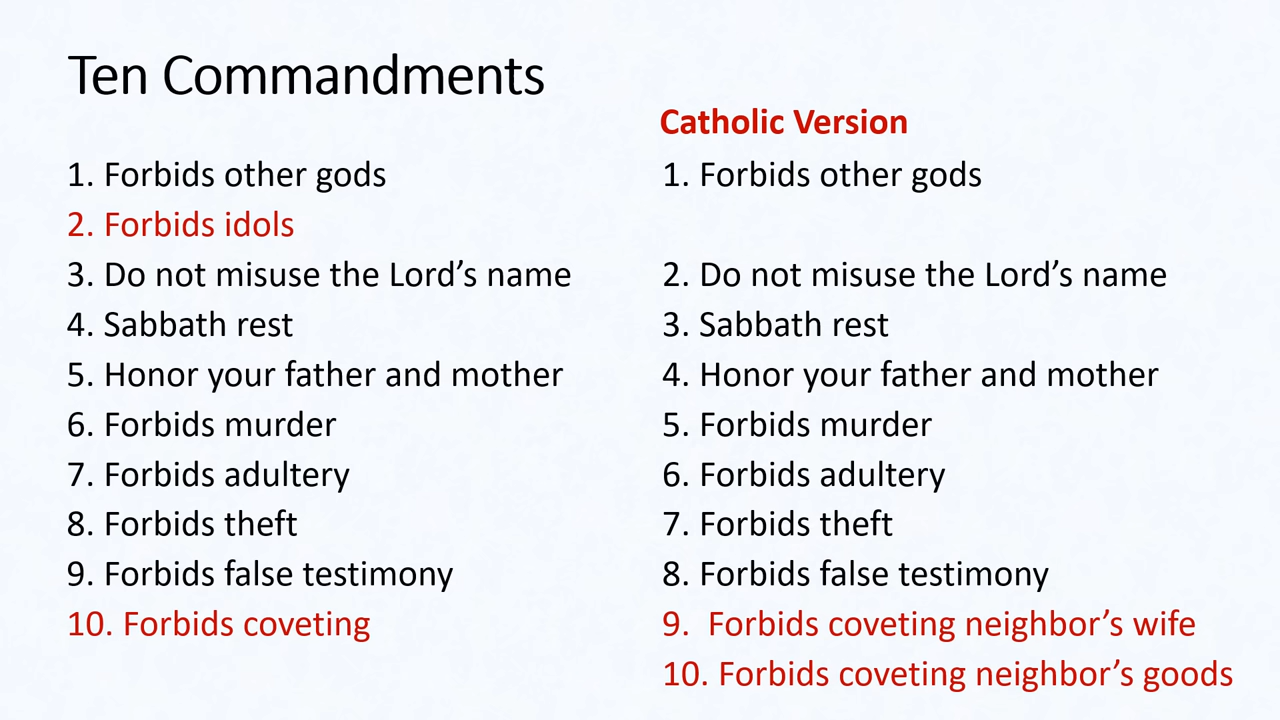 Ten Commandments
1. Forbids other gods
2. Forbids idols
3. Do not misuse the Lord’s name
4. Sabbath rest
5. Honor your father and mother
6. Forbids murder
7. Forbids adultery
8. Forbids theft
9. Forbids false testimony
10. Forbids coveting
Catholic Version
1. Forbids other gods
2. Do not misuse the Lord’s name
3. Sabbath rest
4. Honor your father and mother
5. Forbids murder
6. Forbids adultery
7. Forbids theft
8. Forbids false testimony
9. Forbids coveting neighbor’s wife
10. Forbids coveting neighbor’s goods